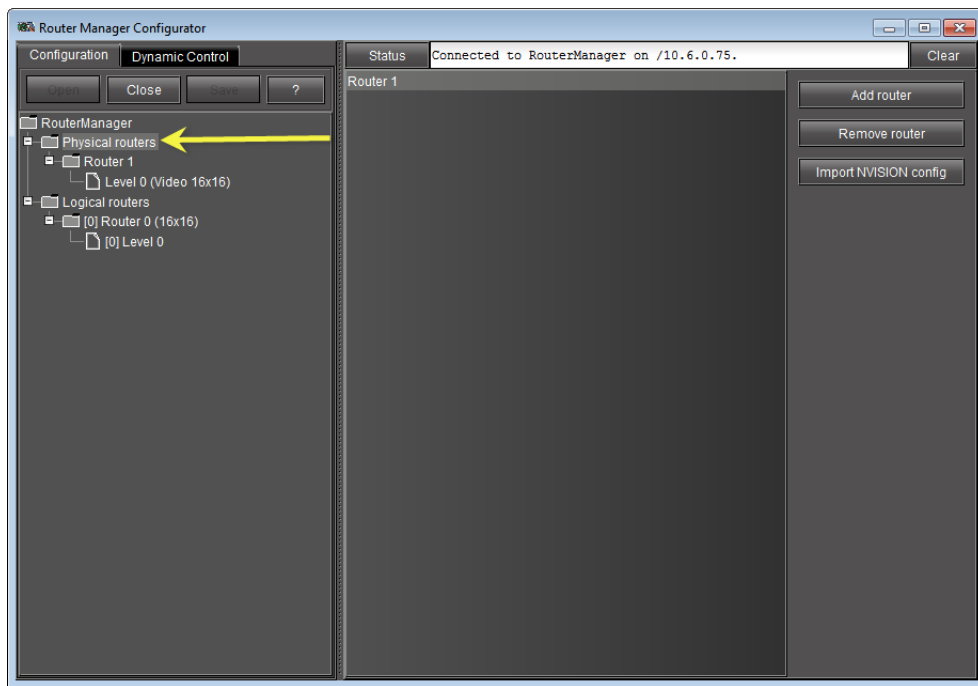 Router Manager Configurator
Configuration Dynamic Control
Open Close Save ?
RouterManager
Physical routers
Router 1
Level 0 (Video 16x16)
Logical routers
[0] Router 0 (16x16)
[0] Level 0
Status Connected to RouterManager on /10.6.0.75. Clear
Router 1
Add router
Remove router
Import NVISION config